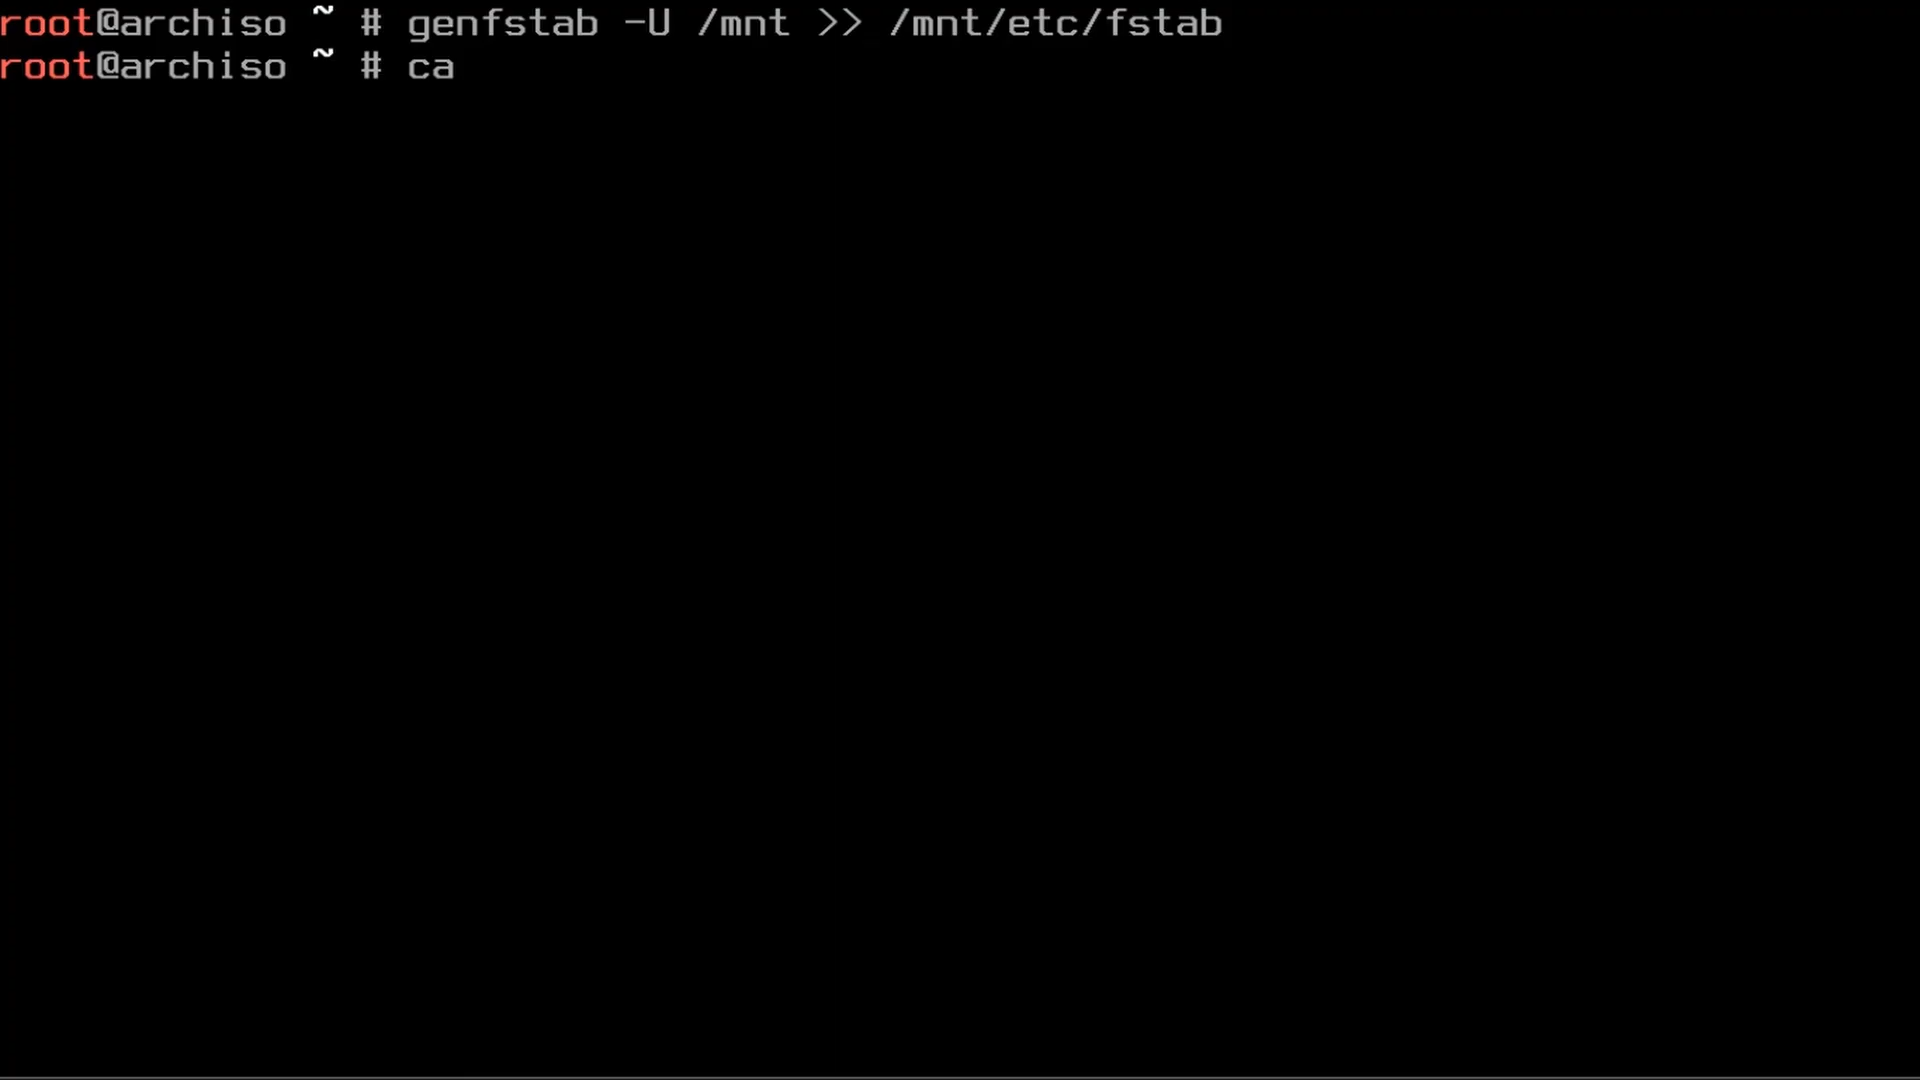 root@archiso ~ # genfstab -U /mnt >> /mnt/etc/fstab
root@archiso ~ # ca